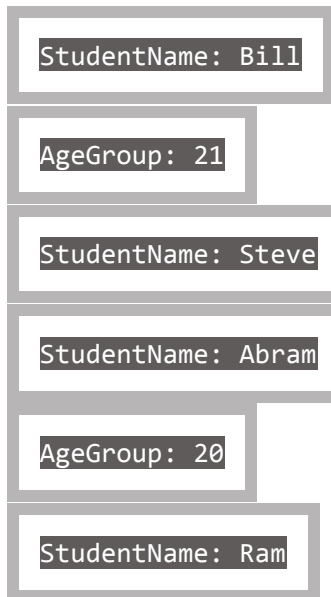 StudentName: Bill
AgeGroup: 21
StudentName: Steve
StudentName: Abram
AgeGroup: 20
StudentName: Ram